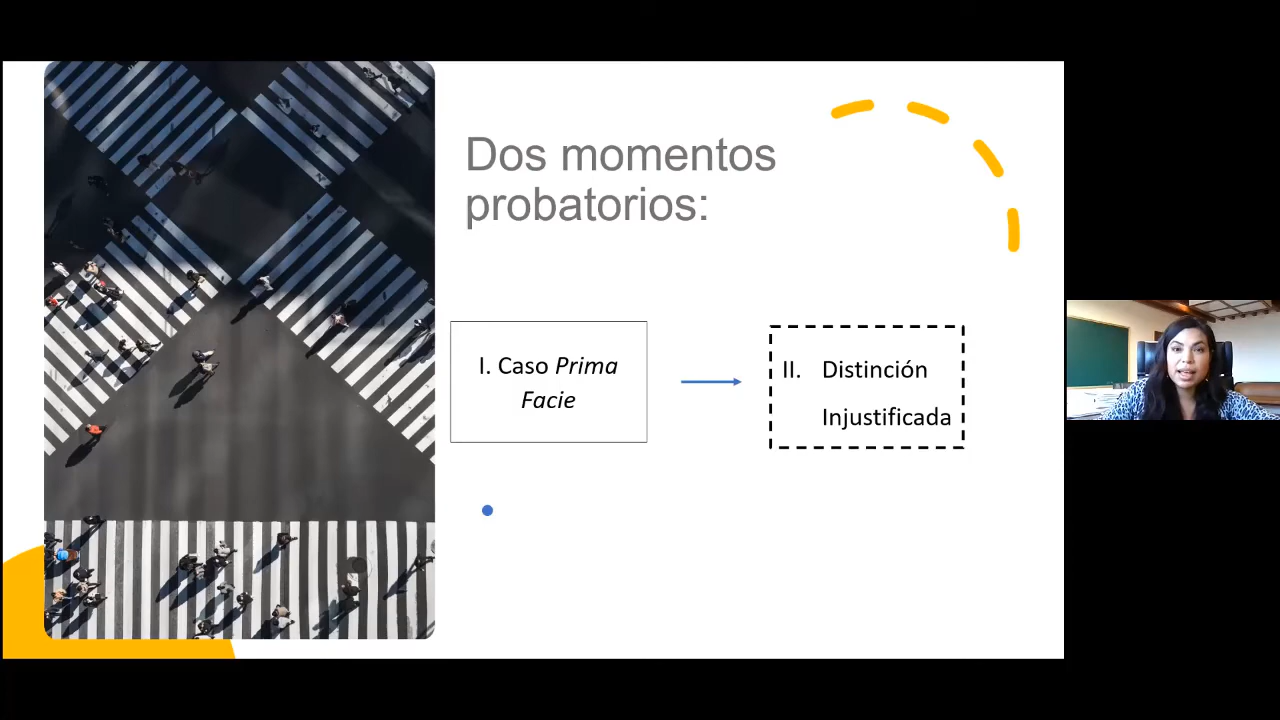 Dos momentos
probatorios:
I. Caso Prima
Facie
II. Distinción
Injustificada